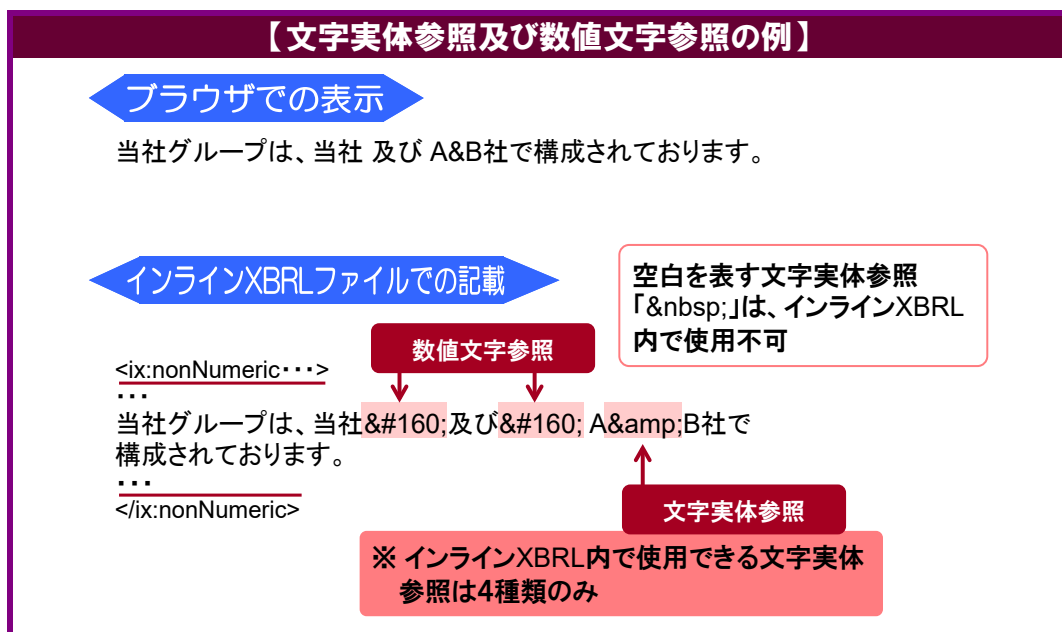 【文字実体参照及び数値文字参照の例】
ブラウザでの表示
当社グループは、当社 及び A&B社で構成されております。
インラインXBRLファイルでの記載
空白を表す文字実体参照
「&nbsp;」は、インラインXBRL
内で使用不可
数値文字参照
<ix:nonNumeric･･･>
･･･
当社グループは、当社&#160;及び&#160; A&amp;B社で
構成されております。
･･･
</ix:nonNumeric>
文字実体参照
※ インラインXBRL内で使用できる文字実体
参照は4種類のみ